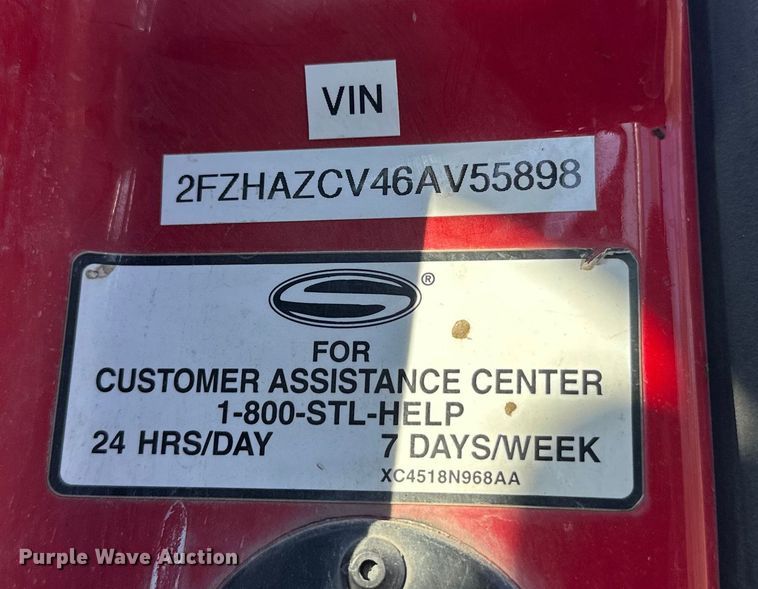 VIN
2FZHAZCV46AV55898
S®
FOR
CUSTOMER ASSISTANCE CENTER
1-800-STL-HELP
24 HRS/DAY 7 DAYS/WEEK
XC4518N968AA
Purple Wave Auction